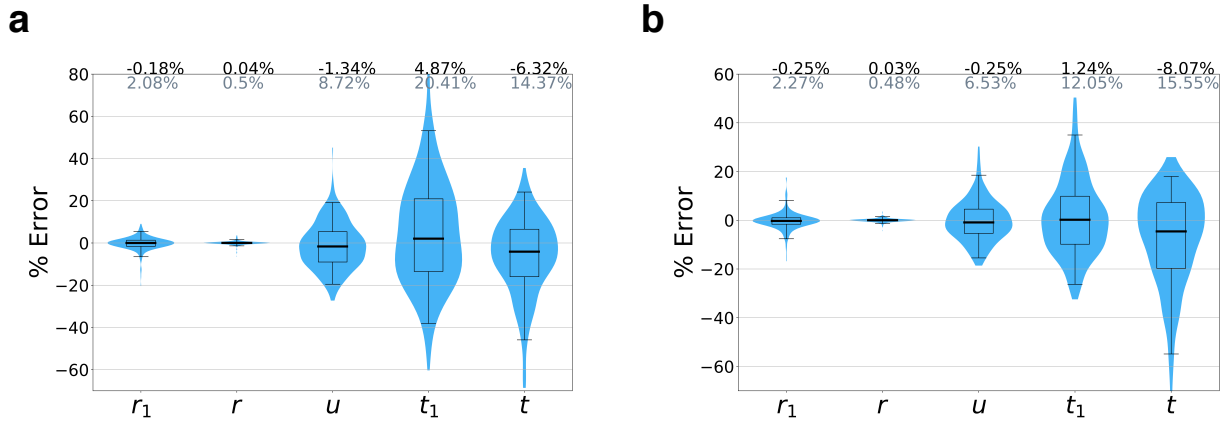 a
-0.18% 0.04% -1.34% 4.87% -6.32%
2.08% 0.5% 8.72% 20.41% 14.37%
80
60
40
20
0
−20
−40
−60
% Error
r₁ r u t₁ t
b
-0.25% 0.03% -0.25% 1.24% -8.07%
2.27% 0.48% 6.53% 12.05% 15.55%
60
40
20
0
−20
−40
−60
% Error
r₁ r u t₁ t